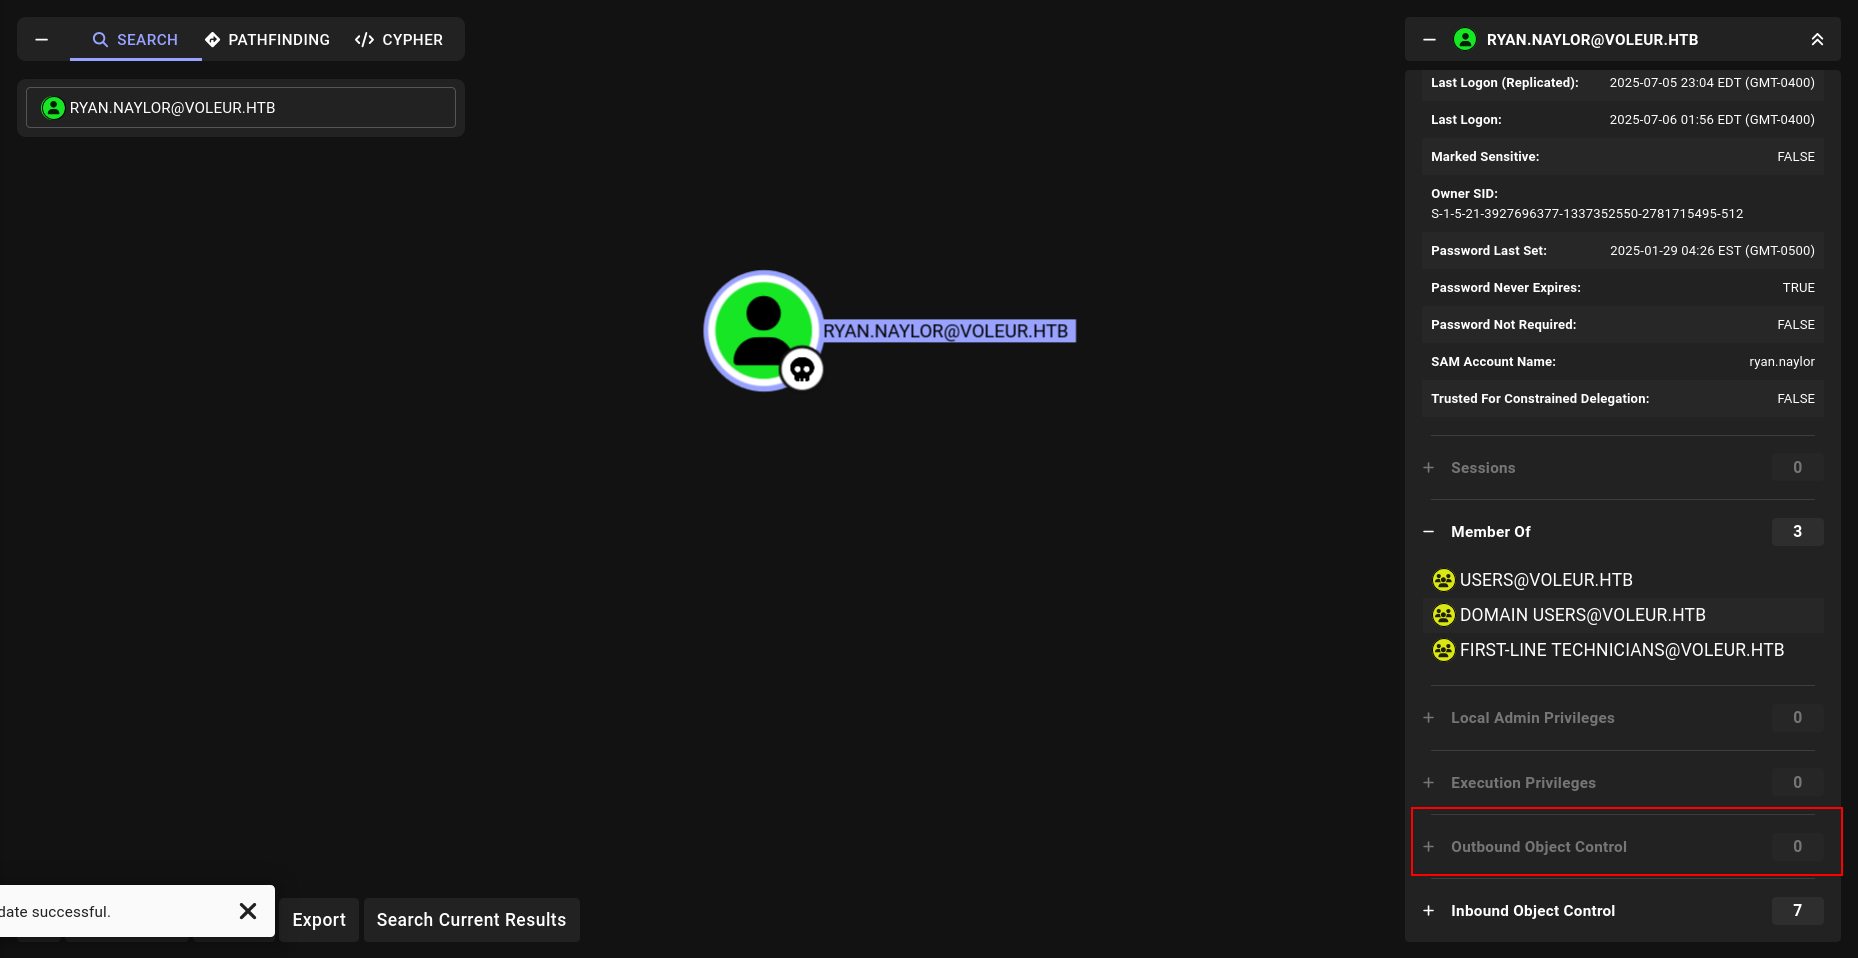 SEARCH PATHFINDING CYPHER
RYAN.NAYLOR@VOLEUR.HTB
RYAN.NAYLOR@VOLEUR.HTB
date successful.
Export Search Current Results
RYAN.NAYLOR@VOLEUR.HTB
Last Logon (Replicated): 2025-07-05 23:04 EDT (GMT-0400)
Last Logon: 2025-07-06 01:56 EDT (GMT-0400)
Marked Sensitive: FALSE
Owner SID:
S-1-5-21-3927696377-1337352550-2781715495-512
Password Last Set: 2025-01-29 04:26 EST (GMT-0500)
Password Never Expires: TRUE
Password Not Required: FALSE
SAM Account Name: ryan.naylor
Trusted For Constrained Delegation: FALSE
+ Sessions 0
− Member Of 3
USERS@VOLEUR.HTB
DOMAIN USERS@VOLEUR.HTB
FIRST-LINE TECHNICIANS@VOLEUR.HTB
+ Local Admin Privileges 0
+ Execution Privileges 0
+ Outbound Object Control 0
+ Inbound Object Control 7